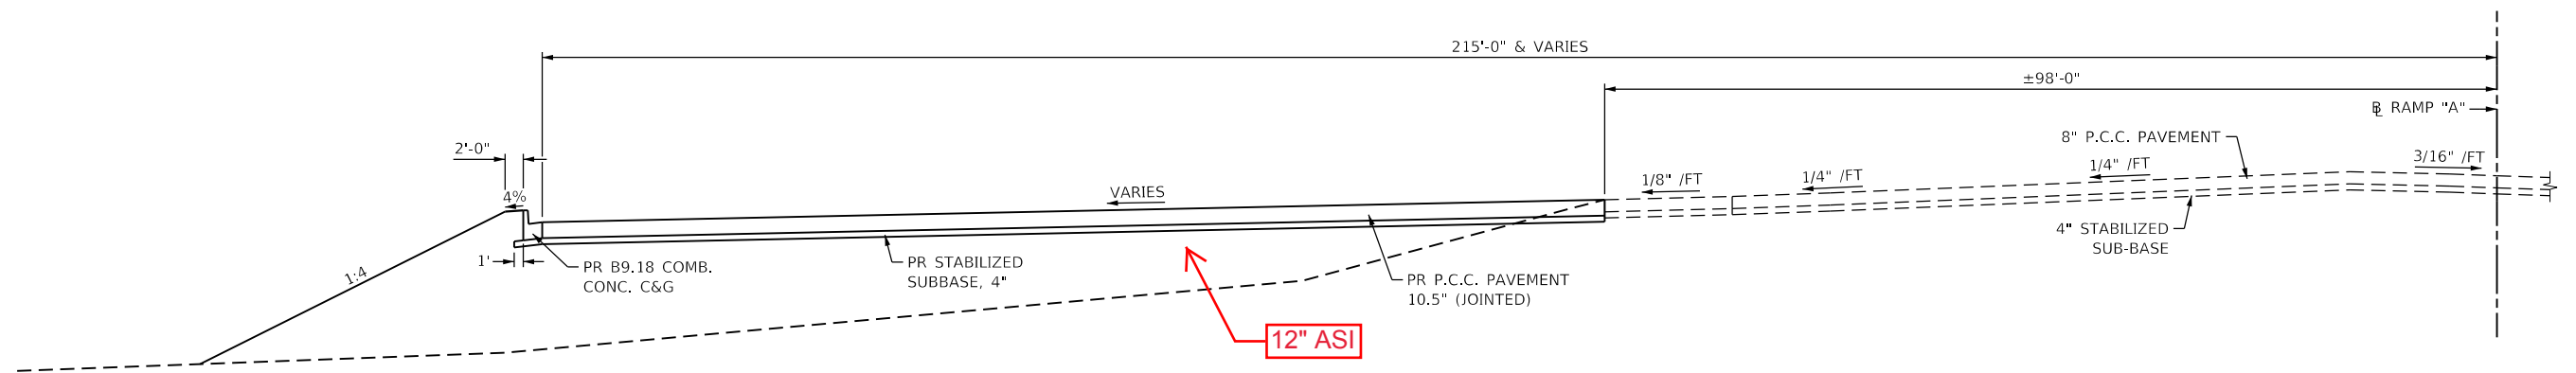 215'-0" & VARIES
±98'-0"
BL RAMP "A"
8" P.C.C. PAVEMENT
2'-0"
3/16" /FT
1/4" /FT
1/4" /FT
1/8" /FT
VARIES
4%
4" STABILIZED
SUB-BASE
1'
PR B9.18 COMB.
CONC. C&G
PR STABILIZED
SUBBASE, 4"
PR P.C.C. PAVEMENT
10.5" (JOINTED)
1:4
12" ASI